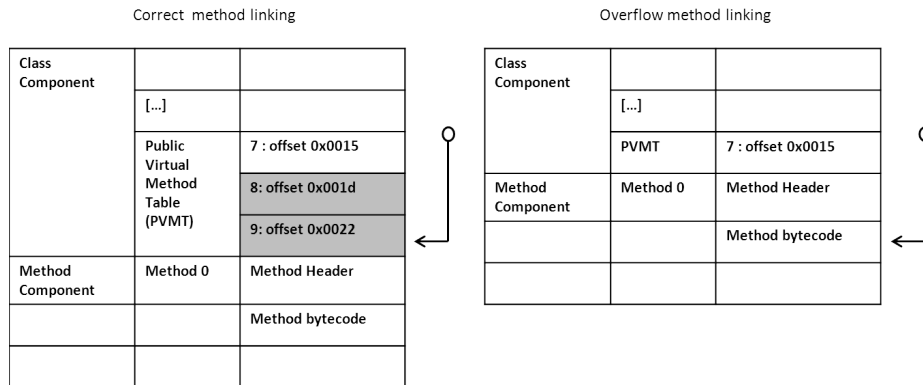 Correct method linking
Overflow method linking
Class
Component
[...]
Public
Virtual
Method
Table
(PVMT)
7 : offset 0x0015
8: offset 0x001d
9: offset 0x0022
Method
Component
Method 0
Method Header
Method bytecode
Class
Component
[...]
PVMT
7 : offset 0x0015
Method
Component
Method 0
Method Header
Method bytecode